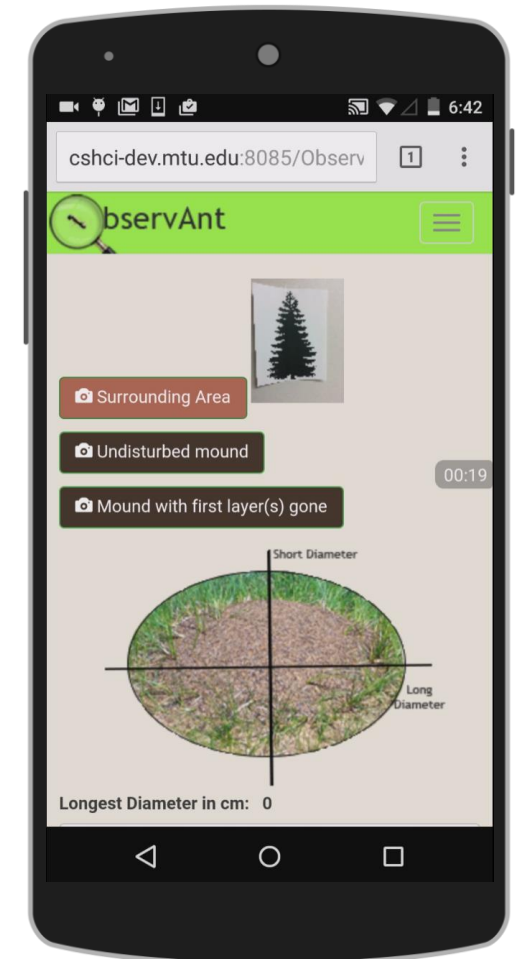 6:42
cshci-dev.mtu.edu:8085/Observ
1
bservAnt
Surrounding Area
Undisturbed mound
00:19
Mound with first layer(s) gone
Short Diameter
Long
Diameter
Longest Diameter in cm: 0